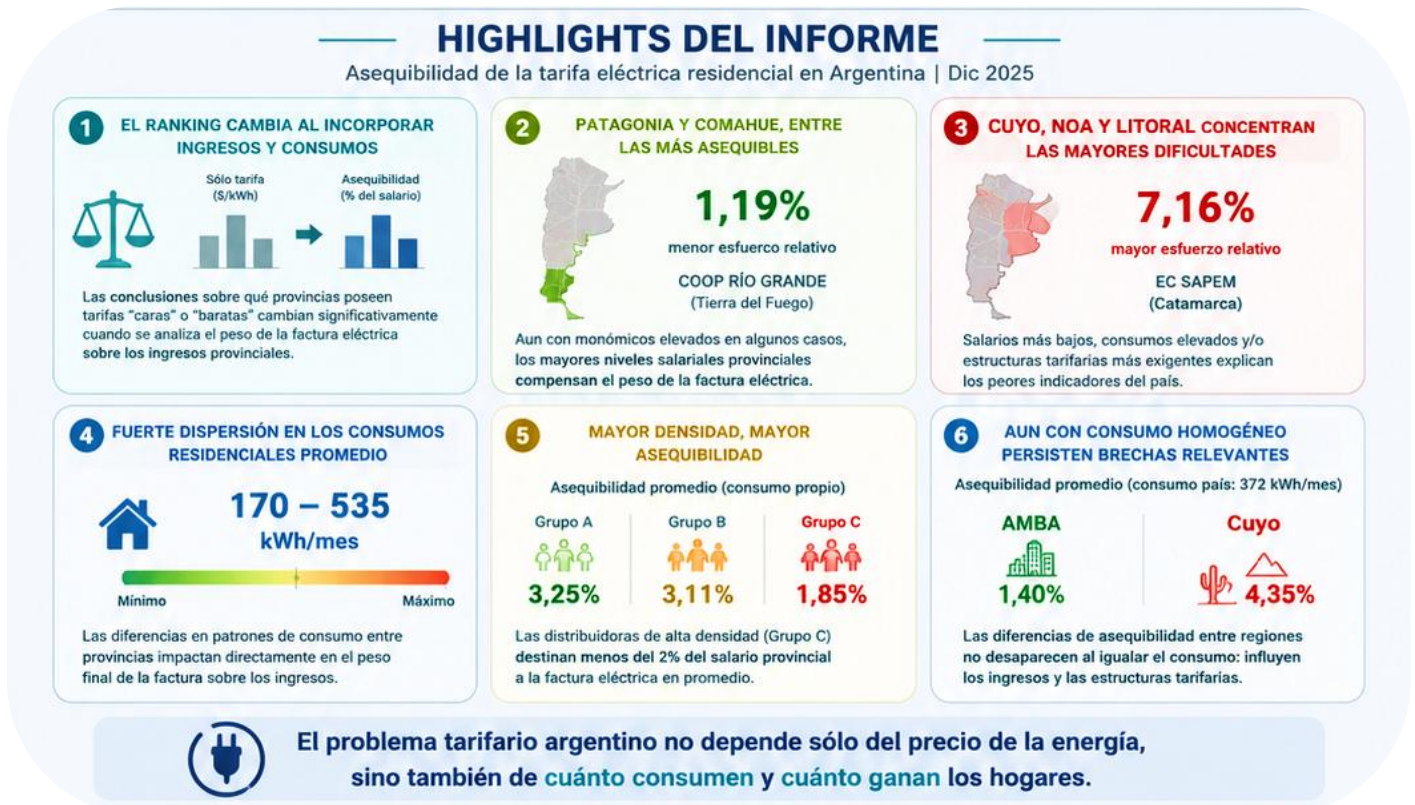 HIGHLIGHTS DEL INFORME
Asequibilidad de la tarifa eléctrica residencial en Argentina | Dic 2025
1
EL RANKING CAMBIA AL INCORPORAR
INGRESOS Y CONSUMOS
Sólo tarifa
($/kWh)
Asequibilidad
(% del salario)
Las conclusiones sobre qué provincias poseen
tarifas "caras" o "baratas" cambian significativamente
cuando se analiza el peso de la factura eléctrica
sobre los ingresos provinciales.
2
PATAGONIA Y COMAHUE, ENTRE
LAS MÁS ASEQUIBLES
1,19%
menor esfuerco relativo
COOP RÍO GRANDE
(Tierra del Fuego)
Aun con monómicos elevados en algunos casos,
los mayores niveles salariales provinciales
compensan el peso de la factura eléctrica.
3
CUYO, NOA Y LITORAL CONCENTRAN
LAS MAYORES DIFICULTADES
7,16%
mayor esfuerzo relativo
EC SAPEM
(Catamarca)
Salarios más bajos, consumos elevados y/o
estructuras tarifarias más exigentes explican
los peores indicadores del país.
4
FUERTE DISPERSIÓN EN LOS CONSUMOS
RESIDENCIALES PROMEDIO
170 – 535
kWh/mes
Mínimo
Máximo
Las diferencias en patrones de consumo entre
provincias impactan directamente en el peso
final de la factura sobre los ingresos.
5
MAYOR DENSIDAD, MAYOR
ASEQUIBILIDAD
Asequibilidad promedio (consumo propio)
Grupo A
Grupo B
Grupo C
3,25%
3,11%
1,85%
Las distribuidoras de alta densidad (Grupo C)
destinan menos del 2% del salario provincial
a la factura eléctrica en promedio.
6
AUN CON CONSUMO HOMOGÉNEO
PERSISTEN BRECHAS RELEVANTES
Asequibilidad promedio (consumo país: 372 kWh/mes)
AMBA
Cuyo
1,40%
4,35%
Las diferencias de asequibilidad entre regiones
no desaparecen al igualar el consumo: influyen
los ingresos y las estructuras tarifarias.
El problema tarifario argentino no depende sólo del precio de la energía,
sino también de cuánto consumen y cuánto ganan los hogares.